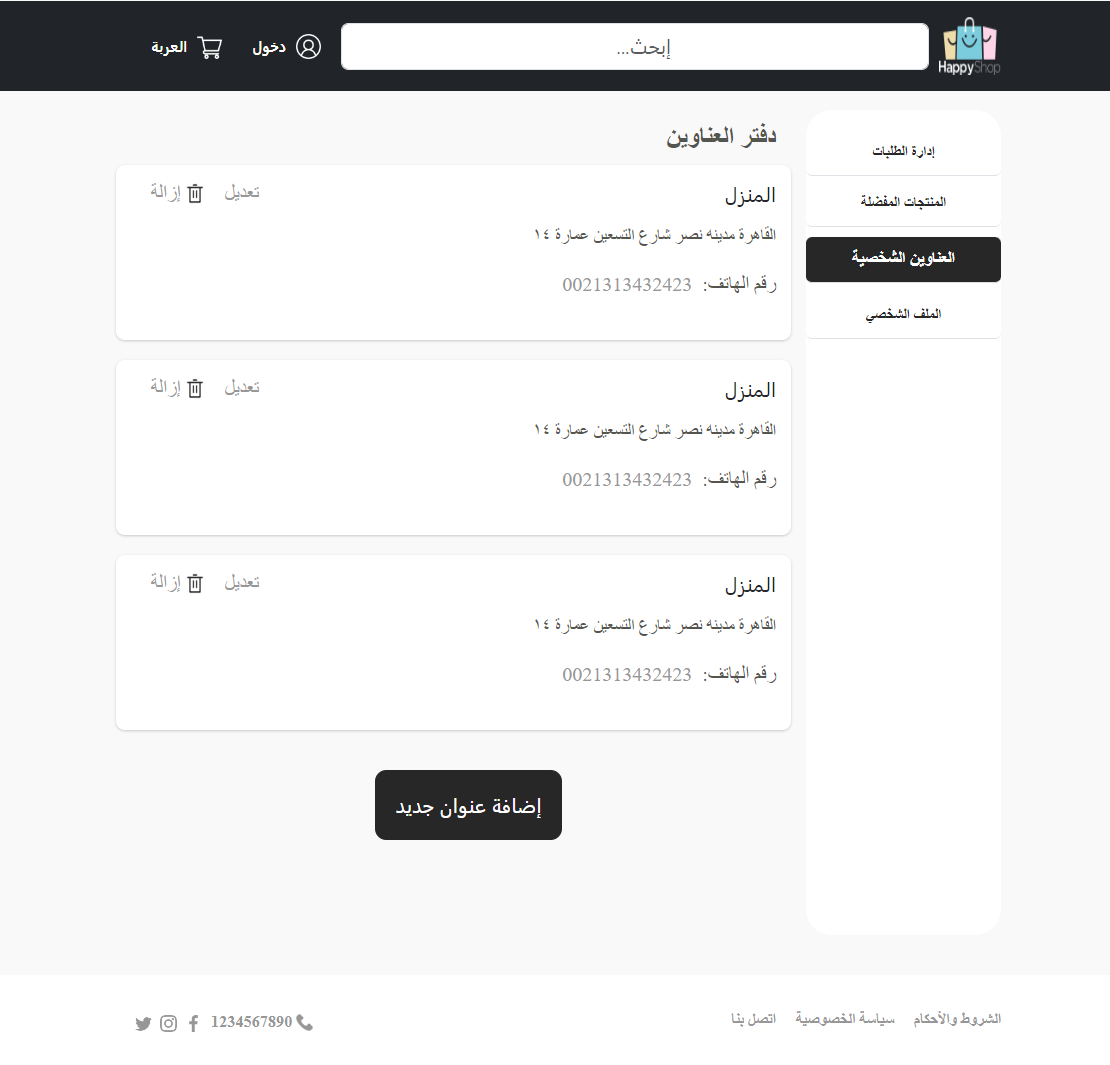 HappyShop
إبحث...
دخول
العربة
إدارة الطلبات
المنتجات المفضلة
العناوين الشخصية
الملف الشخصي
دفتر العناوين
المنزل
تعديل
إزالة
القاهرة مدينه نصر شارع التسعين عمارة ١٤
رقم الهاتف: 0021313432423
المنزل
تعديل
إزالة
القاهرة مدينه نصر شارع التسعين عمارة ١٤
رقم الهاتف: 0021313432423
المنزل
تعديل
إزالة
القاهرة مدينه نصر شارع التسعين عمارة ١٤
رقم الهاتف: 0021313432423
إضافة عنوان جديد
الشروط والأحكام
سياسة الخصوصية
اتصل بنا
1234567890